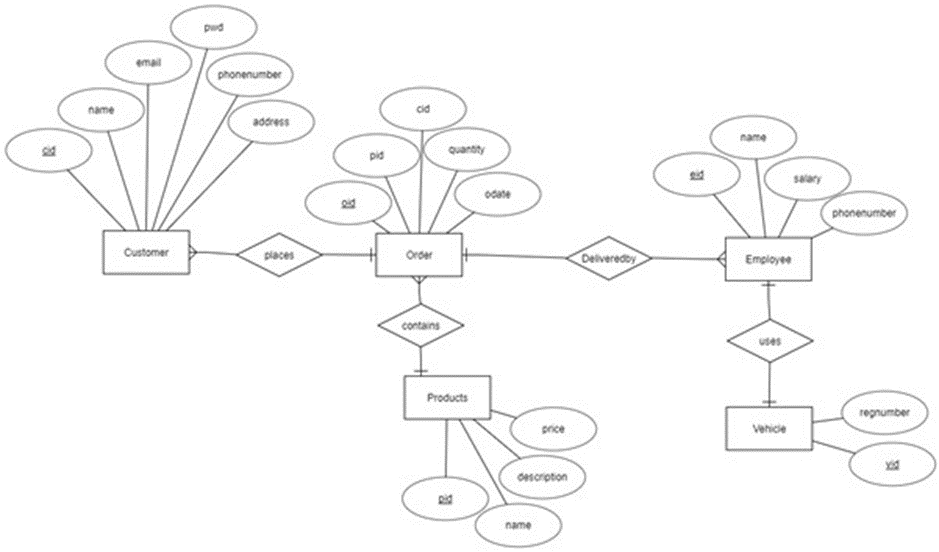 pwd
email
phonenumber
name
address
cid
cid
pid
quantity
oid
odate
name
eid
salary
phonenumber
Customer
places
Order
Deliveredby
Employee
contains
uses
Products
Vehicle
regnumber
vid
price
description
pid
name